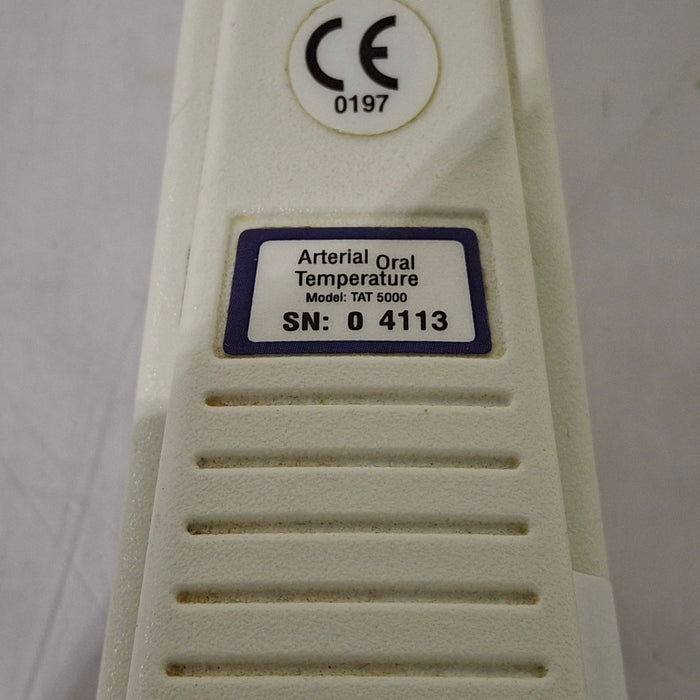 CE
0197
Arterial Oral
Temperature
Model: TAT 5000
SN: 0 4113